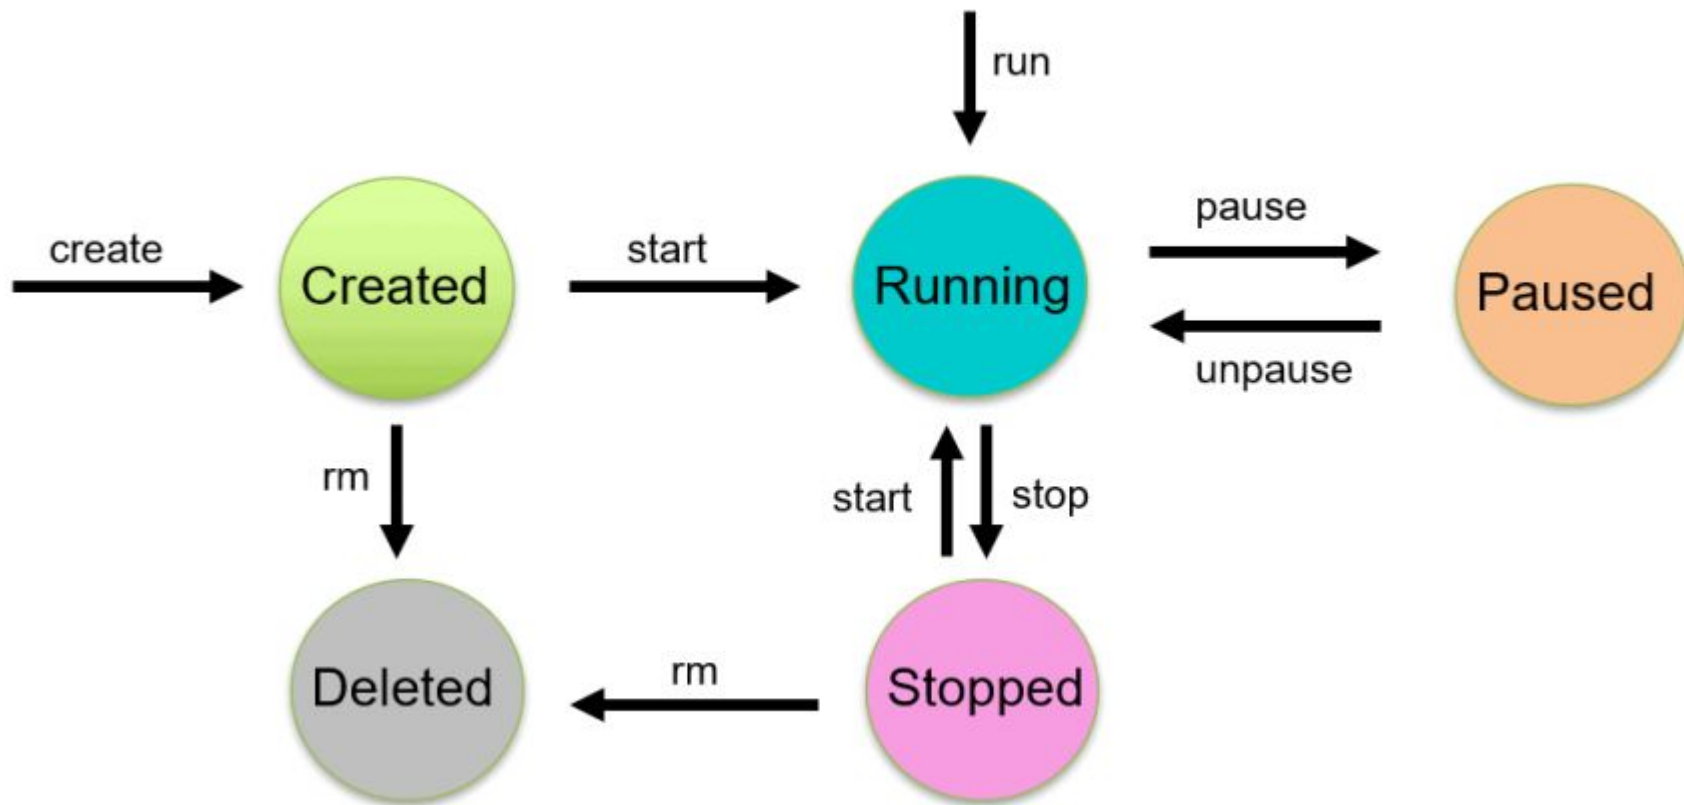 run
create
start
pause
Created
Running
Paused
unpause
rm
start
stop
Deleted
rm
Stopped